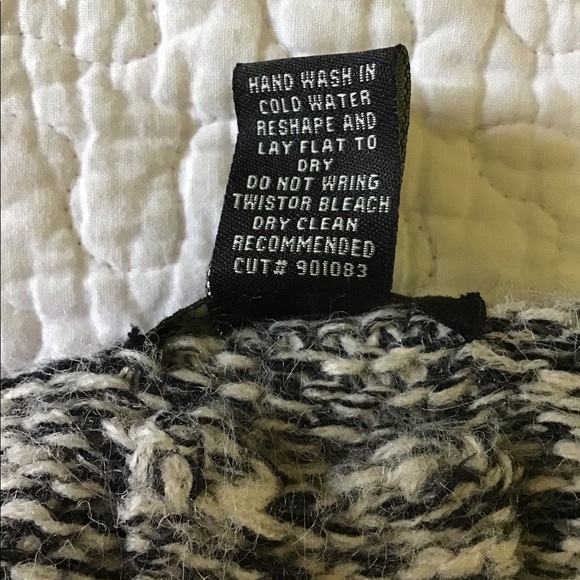 HAND WASH IN
COLD WATER
RESHAPE AND
LAY FLAT TO
DRY
DO NOT WRING
TWISTOR BLEACH
DRY CLEAN
RECOMMENDED
CUT# 901083